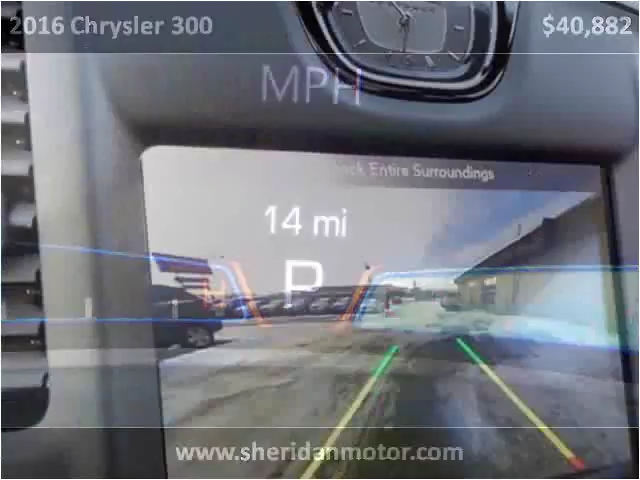 2016 Chrysler 300 $40,882
MPH
Entire Surroundings
14 mi
P
www.sheridanmotor.com